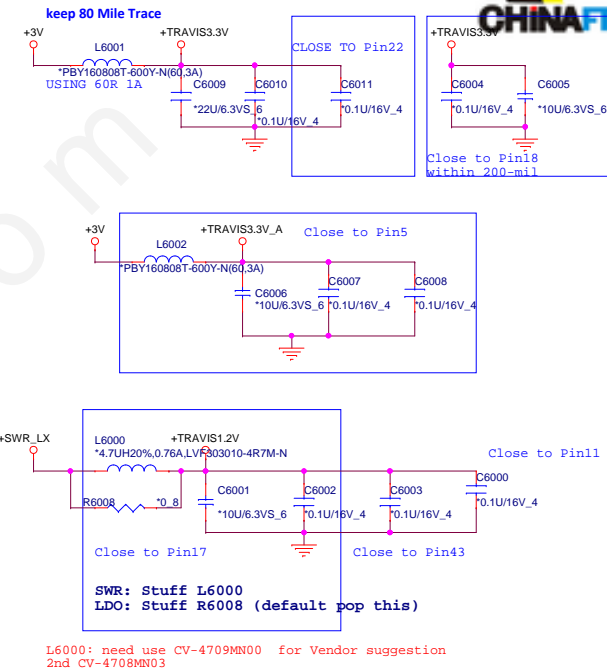 keep 80 Mile Trace
CHINAFI
+3V
+TRAVIS3.3V
+TRAVIS3.3V
L6001
CLOSE TO Pin22
*PBY160808T-600Y-N(60,3A)
USING 60R 1A
C6009
C6010
C6011
C6004
C6005
*22U/6.3VS_6
*0.1U/16V_4
*0.1U/16V_4
*0.1U/16V_4
*10U/6.3VS_6
Close to Pin18
within 200-mil
+3V
+TRAVIS3.3V_A
Close to Pin5
L6002
*PBY160808T-600Y-N(60,3A)
C6006
C6007
C6008
*10U/6.3VS_6
*0.1U/16V_4
*0.1U/16V_4
+SWR_LX
L6000
+TRAVIS1.2V
*4.7UH20%,0.76A,LVF303010-4R7M-N
Close to Pin11
R6008
*0_8
C6001
C6002
C6003
C6000
*10U/6.3VS_6
*0.1U/16V_4
*0.1U/16V_4
*0.1U/16V_4
Close to Pin17
Close to Pin43
SWR: Stuff L6000
LDO: Stuff R6008 (default pop this)
L6000: need use CV-4709MN00 for Vendor suggestion
2nd CV-4708MN03
o m